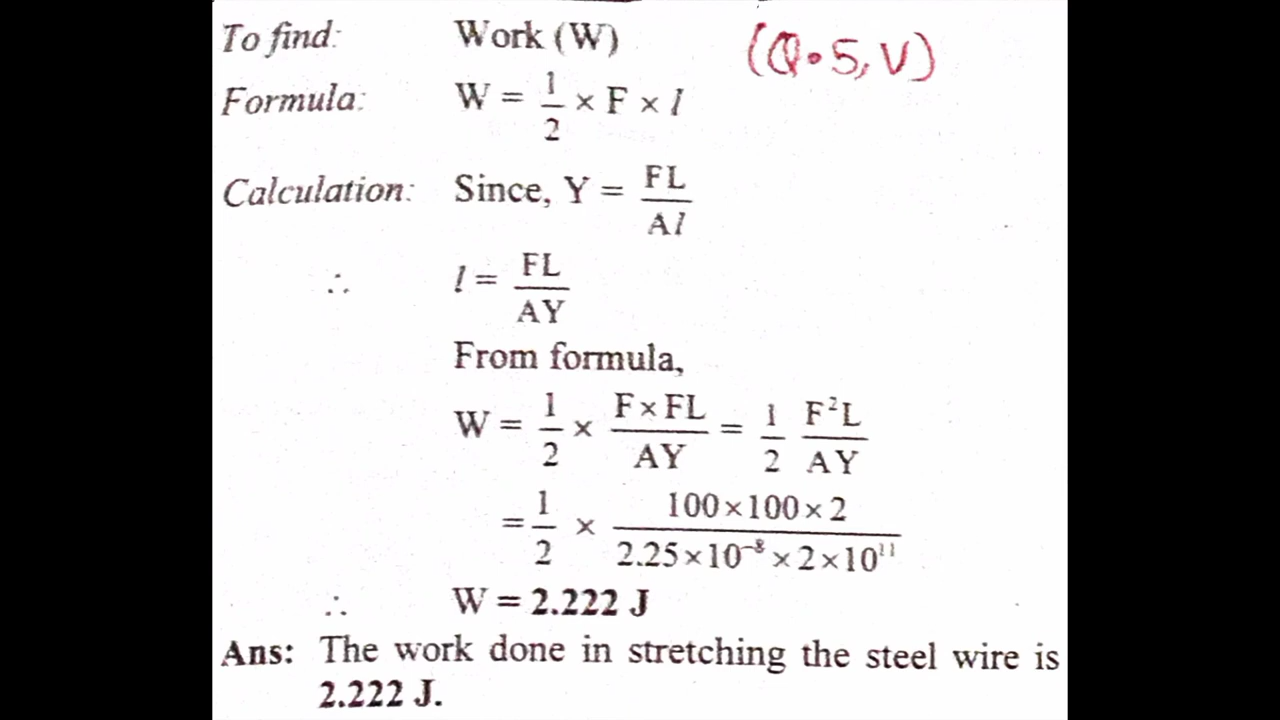 To find: Work (W) (Q.5, V)
Formula: W = 1/2 × F × l
Calculation: Since, Y = FL/Al
∴ l = FL/AY
From formula,
W = 1/2 × F×FL/AY = 1/2 F²L/AY
= 1/2 × 100×100×2/2.25×10⁻⁸×2×10¹¹
∴ W = 2.222 J
Ans: The work done in stretching the steel wire is
2.222 J.